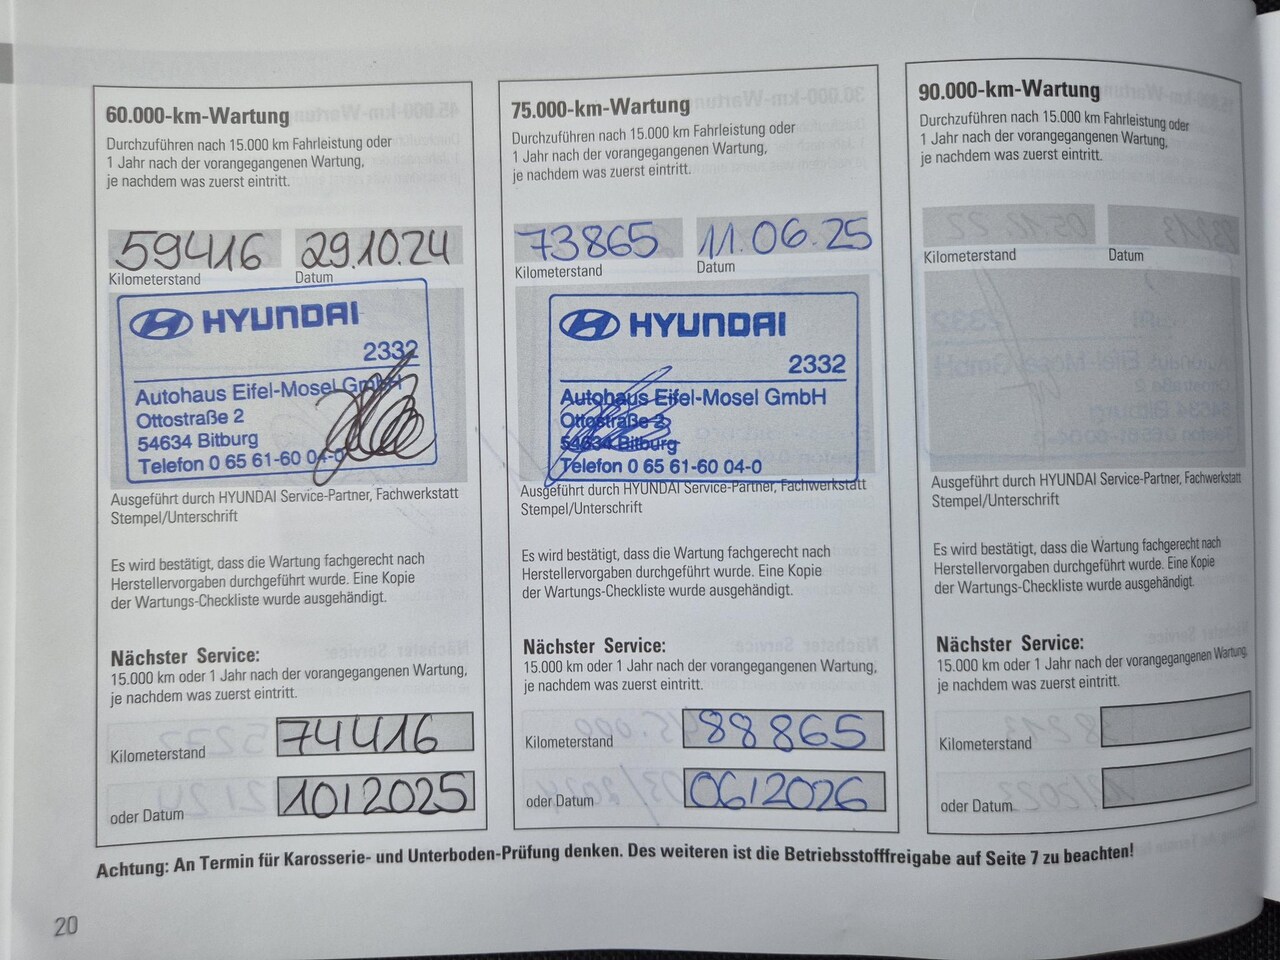 60.000-km-Wartung
Durchzuführen nach 15.000 km Fahrleistung oder
1 Jahr nach der vorangegangenen Wartung,
je nachdem was zuerst eintritt.
59416 29.10.24
Kilometerstand Datum
HYUNDAI
2332
Autohaus Eifel-Mosel GmbH
Ottostraße 2
54634 Bitburg
Telefon 0 65 61-60 04-0
Ausgeführt durch HYUNDAI Service-Partner, Fachwerkstatt
Stempel/Unterschrift
Es wird bestätigt, dass die Wartung fachgerecht nach
Herstellervorgaben durchgeführt wurde. Eine Kopie
der Wartungs-Checkliste wurde ausgehändigt.
Nächster Service:
15.000 km oder 1 Jahr nach der vorangegangenen Wartung,
je nachdem was zuerst eintritt.
Kilometerstand 74416
oder Datum 10/2025
75.000-km-Wartung
Durchzuführen nach 15.000 km Fahrleistung oder
1 Jahr nach der vorangegangenen Wartung,
je nachdem was zuerst eintritt.
73865 11.06.25
Kilometerstand Datum
HYUNDAI
2332
Autohaus Eifel-Mosel GmbH
Ottostraße 2
54634 Bitburg
Telefon 0 65 61-60 04-0
Ausgeführt durch HYUNDAI Service-Partner, Fachwerkstatt
Stempel/Unterschrift
Es wird bestätigt, dass die Wartung fachgerecht nach
Herstellervorgaben durchgeführt wurde. Eine Kopie
der Wartungs-Checkliste wurde ausgehändigt.
Nächster Service:
15.000 km oder 1 Jahr nach der vorangegangenen Wartung,
je nachdem was zuerst eintritt.
Kilometerstand 88865
oder Datum 06/2026
90.000-km-Wartung
Durchzuführen nach 15.000 km Fahrleistung oder
1 Jahr nach der vorangegangenen Wartung,
je nachdem was zuerst eintritt.
Kilometerstand Datum
Ausgeführt durch HYUNDAI Service-Partner, Fachwerkstatt
Stempel/Unterschrift
Es wird bestätigt, dass die Wartung fachgerecht nach
Herstellervorgaben durchgeführt wurde. Eine Kopie
der Wartungs-Checkliste wurde ausgehändigt.
Nächster Service:
15.000 km oder 1 Jahr nach der vorangegangenen Wartung,
je nachdem was zuerst eintritt.
Kilometerstand
oder Datum
Achtung: An Termin für Karosserie- und Unterboden-Prüfung denken. Des weiteren ist die Betriebsstofffreigabe auf Seite 7 zu beachten!
20